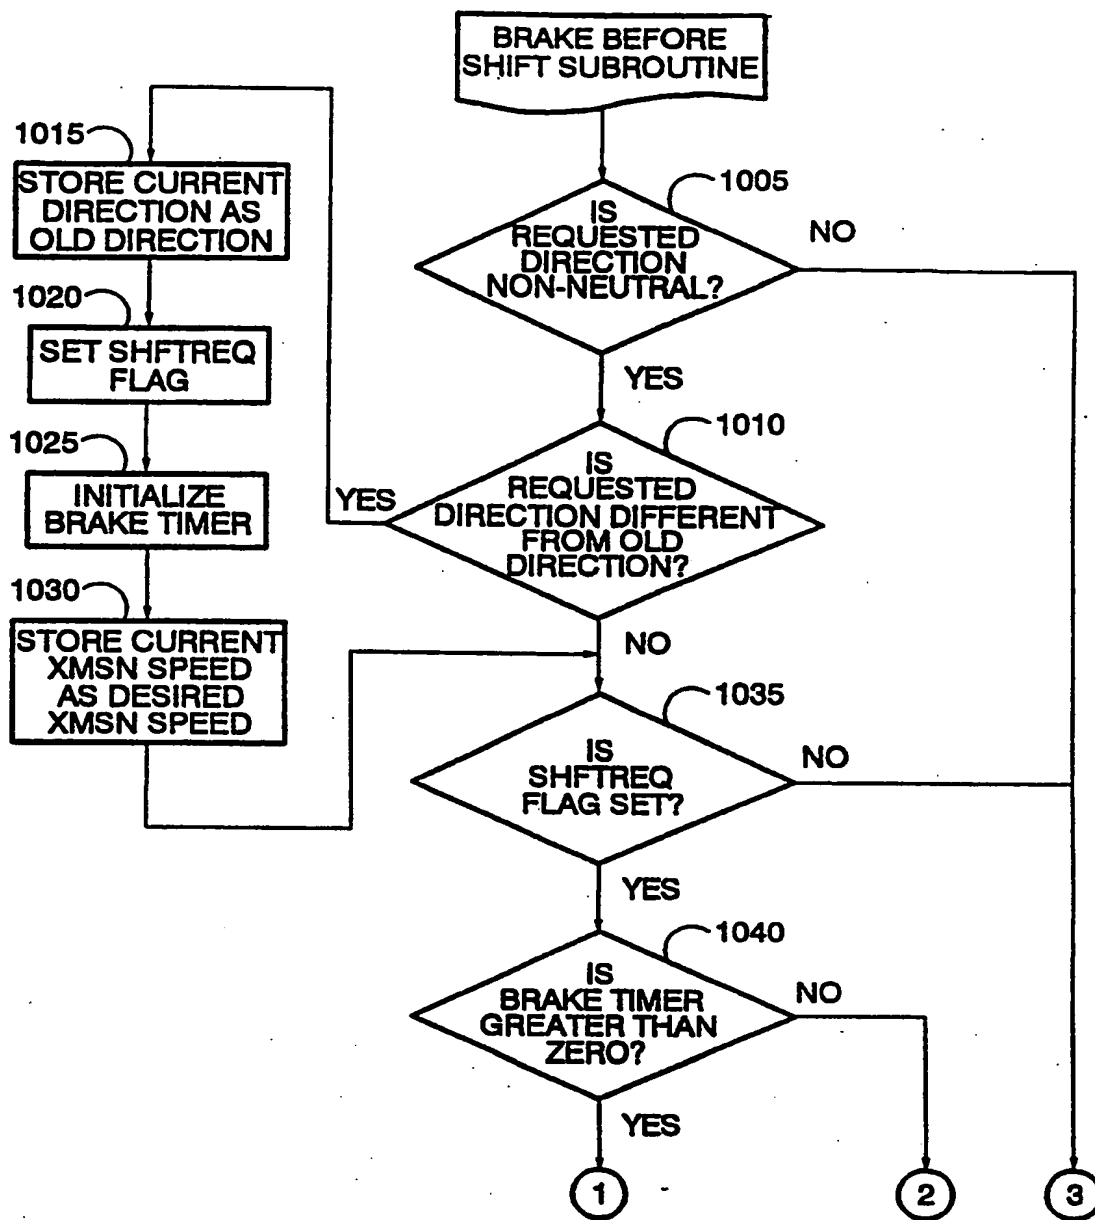 BRAKE BEFORE
SHIFT SUBROUTINE
1005
IS
REQUESTED
DIRECTION
NON-NEUTRAL?
NO
YES
1010
IS
REQUESTED
DIRECTION DIFFERENT
FROM OLD
DIRECTION?
YES
NO
1015
STORE CURRENT
DIRECTION AS
OLD DIRECTION
1020
SET SHFTREQ
FLAG
1025
INITIALIZE
BRAKE TIMER
1030
STORE CURRENT
XMSN SPEED
AS DESIRED
XMSN SPEED
1035
IS
SHFTREQ
FLAG SET?
NO
YES
1040
IS
BRAKE TIMER
GREATER THAN
ZERO?
NO
YES
1
2
3